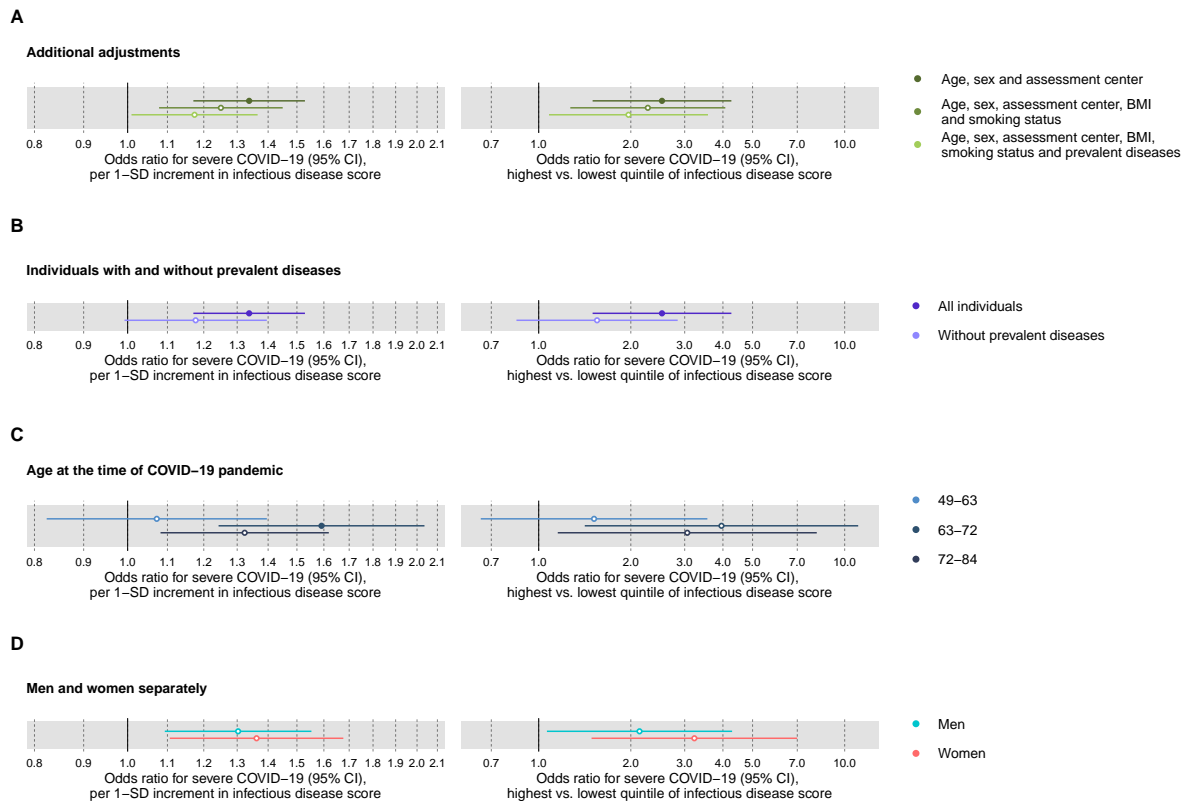 A
Additional adjustments
0.8 0.9 1.0 1.1 1.2 1.3 1.4 1.5 1.6 1.7 1.8 1.9 2.0 2.1
Odds ratio for severe COVID−19 (95% CI),
per 1−SD increment in infectious disease score
0.7 1.0 2.0 3.0 4.0 5.0 7.0 10.0
Odds ratio for severe COVID−19 (95% CI),
highest vs. lowest quintile of infectious disease score
Age, sex and assessment center
Age, sex, assessment center, BMI
and smoking status
Age, sex, assessment center, BMI,
smoking status and prevalent diseases
B
Individuals with and without prevalent diseases
0.8 0.9 1.0 1.1 1.2 1.3 1.4 1.5 1.6 1.7 1.8 1.9 2.0 2.1
Odds ratio for severe COVID−19 (95% CI),
per 1−SD increment in infectious disease score
0.7 1.0 2.0 3.0 4.0 5.0 7.0 10.0
Odds ratio for severe COVID−19 (95% CI),
highest vs. lowest quintile of infectious disease score
All individuals
Without prevalent diseases
C
Age at the time of COVID−19 pandemic
0.8 0.9 1.0 1.1 1.2 1.3 1.4 1.5 1.6 1.7 1.8 1.9 2.0 2.1
Odds ratio for severe COVID−19 (95% CI),
per 1−SD increment in infectious disease score
0.7 1.0 2.0 3.0 4.0 5.0 7.0 10.0
Odds ratio for severe COVID−19 (95% CI),
highest vs. lowest quintile of infectious disease score
49−63
63−72
72−84
D
Men and women separately
0.8 0.9 1.0 1.1 1.2 1.3 1.4 1.5 1.6 1.7 1.8 1.9 2.0 2.1
Odds ratio for severe COVID−19 (95% CI),
per 1−SD increment in infectious disease score
0.7 1.0 2.0 3.0 4.0 5.0 7.0 10.0
Odds ratio for severe COVID−19 (95% CI),
highest vs. lowest quintile of infectious disease score
Men
Women